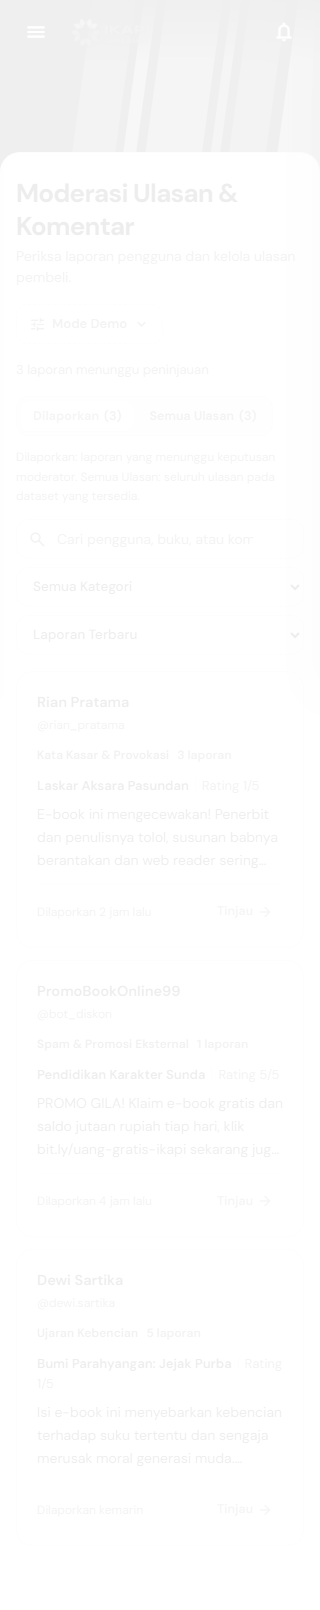 Moderasi Ulasan &
Komentar
Periksa laporan pengguna dan kelola ulasan
pembeli.
Mode Demo
3 laporan menunggu peninjauan
Dilaporkan (3) Semua Ulasan (3)
Dilaporkan: laporan yang menunggu keputusan
moderator. Semua Ulasan: seluruh ulasan pada
dataset yang tersedia.
Cari pengguna, buku, atau kom
Semua Kategori
Laporan Terbaru
Rian Pratama
@rian_pratama
Kata Kasar & Provokasi 3 laporan
Laskar Aksara Pasundan Rating 1/5
E-book ini mengecewakan! Penerbit
dan penulisnya tolol, susunan babnya
berantakan dan web reader sering...
Dilaporkan 2 jam lalu Tinjau →
PromoBookOnline99
@bot_diskon
Spam & Promosi Eksternal 1 laporan
Pendidikan Karakter Sunda Rating 5/5
PROMO GILA! Klaim e-book gratis dan
saldo jutaan rupiah tiap hari, klik
bit.ly/uang-gratis-ikapi sekarang jug...
Dilaporkan 4 jam lalu Tinjau →
Dewi Sartika
@dewi.sartika
Ujaran Kebencian 5 laporan
Bumi Parahyangan: Jejak Purba Rating
1/5
Isi e-book ini menyebarkan kebencian
terhadap suku tertentu dan sengaja
merusak moral generasi muda....
Dilaporkan kemarin Tinjau →